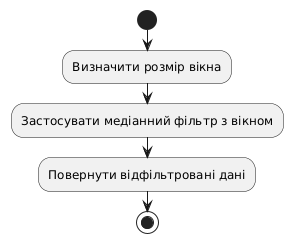 Визначити розмір вікна
Застосувати медіанний фільтр з вікном
Повернути відфільтровані дані